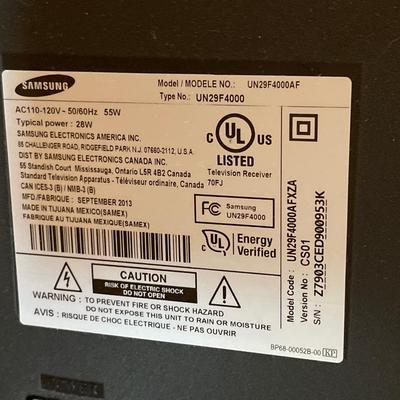 SAMSUNG
Model / MODELE NO.: UN29F4000AF
Type No.: UN29F4000
AC110-120V~ 50/60Hz 55W
Typical power : 28W
SAMSUNG ELECTRONICS AMERICA INC.
85 CHALLENGER ROAD, RIDGEFIELD PARK N.J. 07660-2112, U.S.A.
DIST BY SAMSUNG ELECTRONICS CANADA INC.
55 Standish Court Mississauga, Ontario L5R 4B2 Canada
Standard Television Apparatus - Téléviseur ordinaire, Canada
CAN ICES-3 (B) / NMB-3 (B)
MFD./FABRIQUE : SEPTEMBER 2013
MADE IN TIJUANA MEXICO(SAMEX)
FABRIQUE AU TIJUANA MEXIQUE(SAMEX)
C UL US
®
LISTED
Television Receiver
70FJ
FC Samsung
UN29F4000
UL Energy
Verified
Model Code : UN29F4000AFXZA
Version No : CS01
S/N : Z7903CED900953K
CAUTION
RISK OF ELECTRIC SHOCK
DO NOT OPEN
WARNING : TO PREVENT FIRE OR SHOCK HAZARD
DO NOT EXPOSE THIS UNIT TO RAIN OR MOISTURE
AVIS : RISQUE DE CHOC ELECTRIQUE - NE PAS OUVRIR
BP68-00052B-00 KP